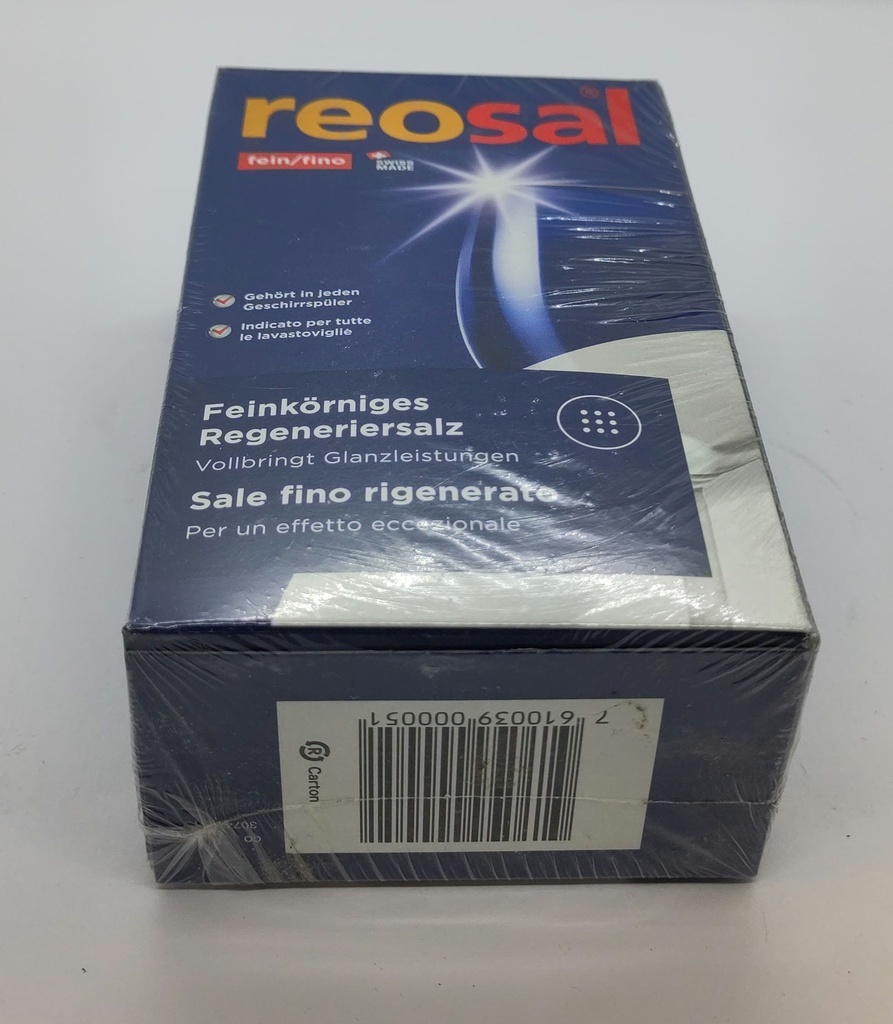 reosal®
fein/fino
SWISS
MADE
Gehört in jeden
Geschirrspüler
Indicato per tutte
le lavastoviglie
Feinkörniges
Regeneriersalz
Vollbringt Glanzleistungen
Sale fino rigenerato
Per un effetto eccezionale
7 610039 000051
R Carton